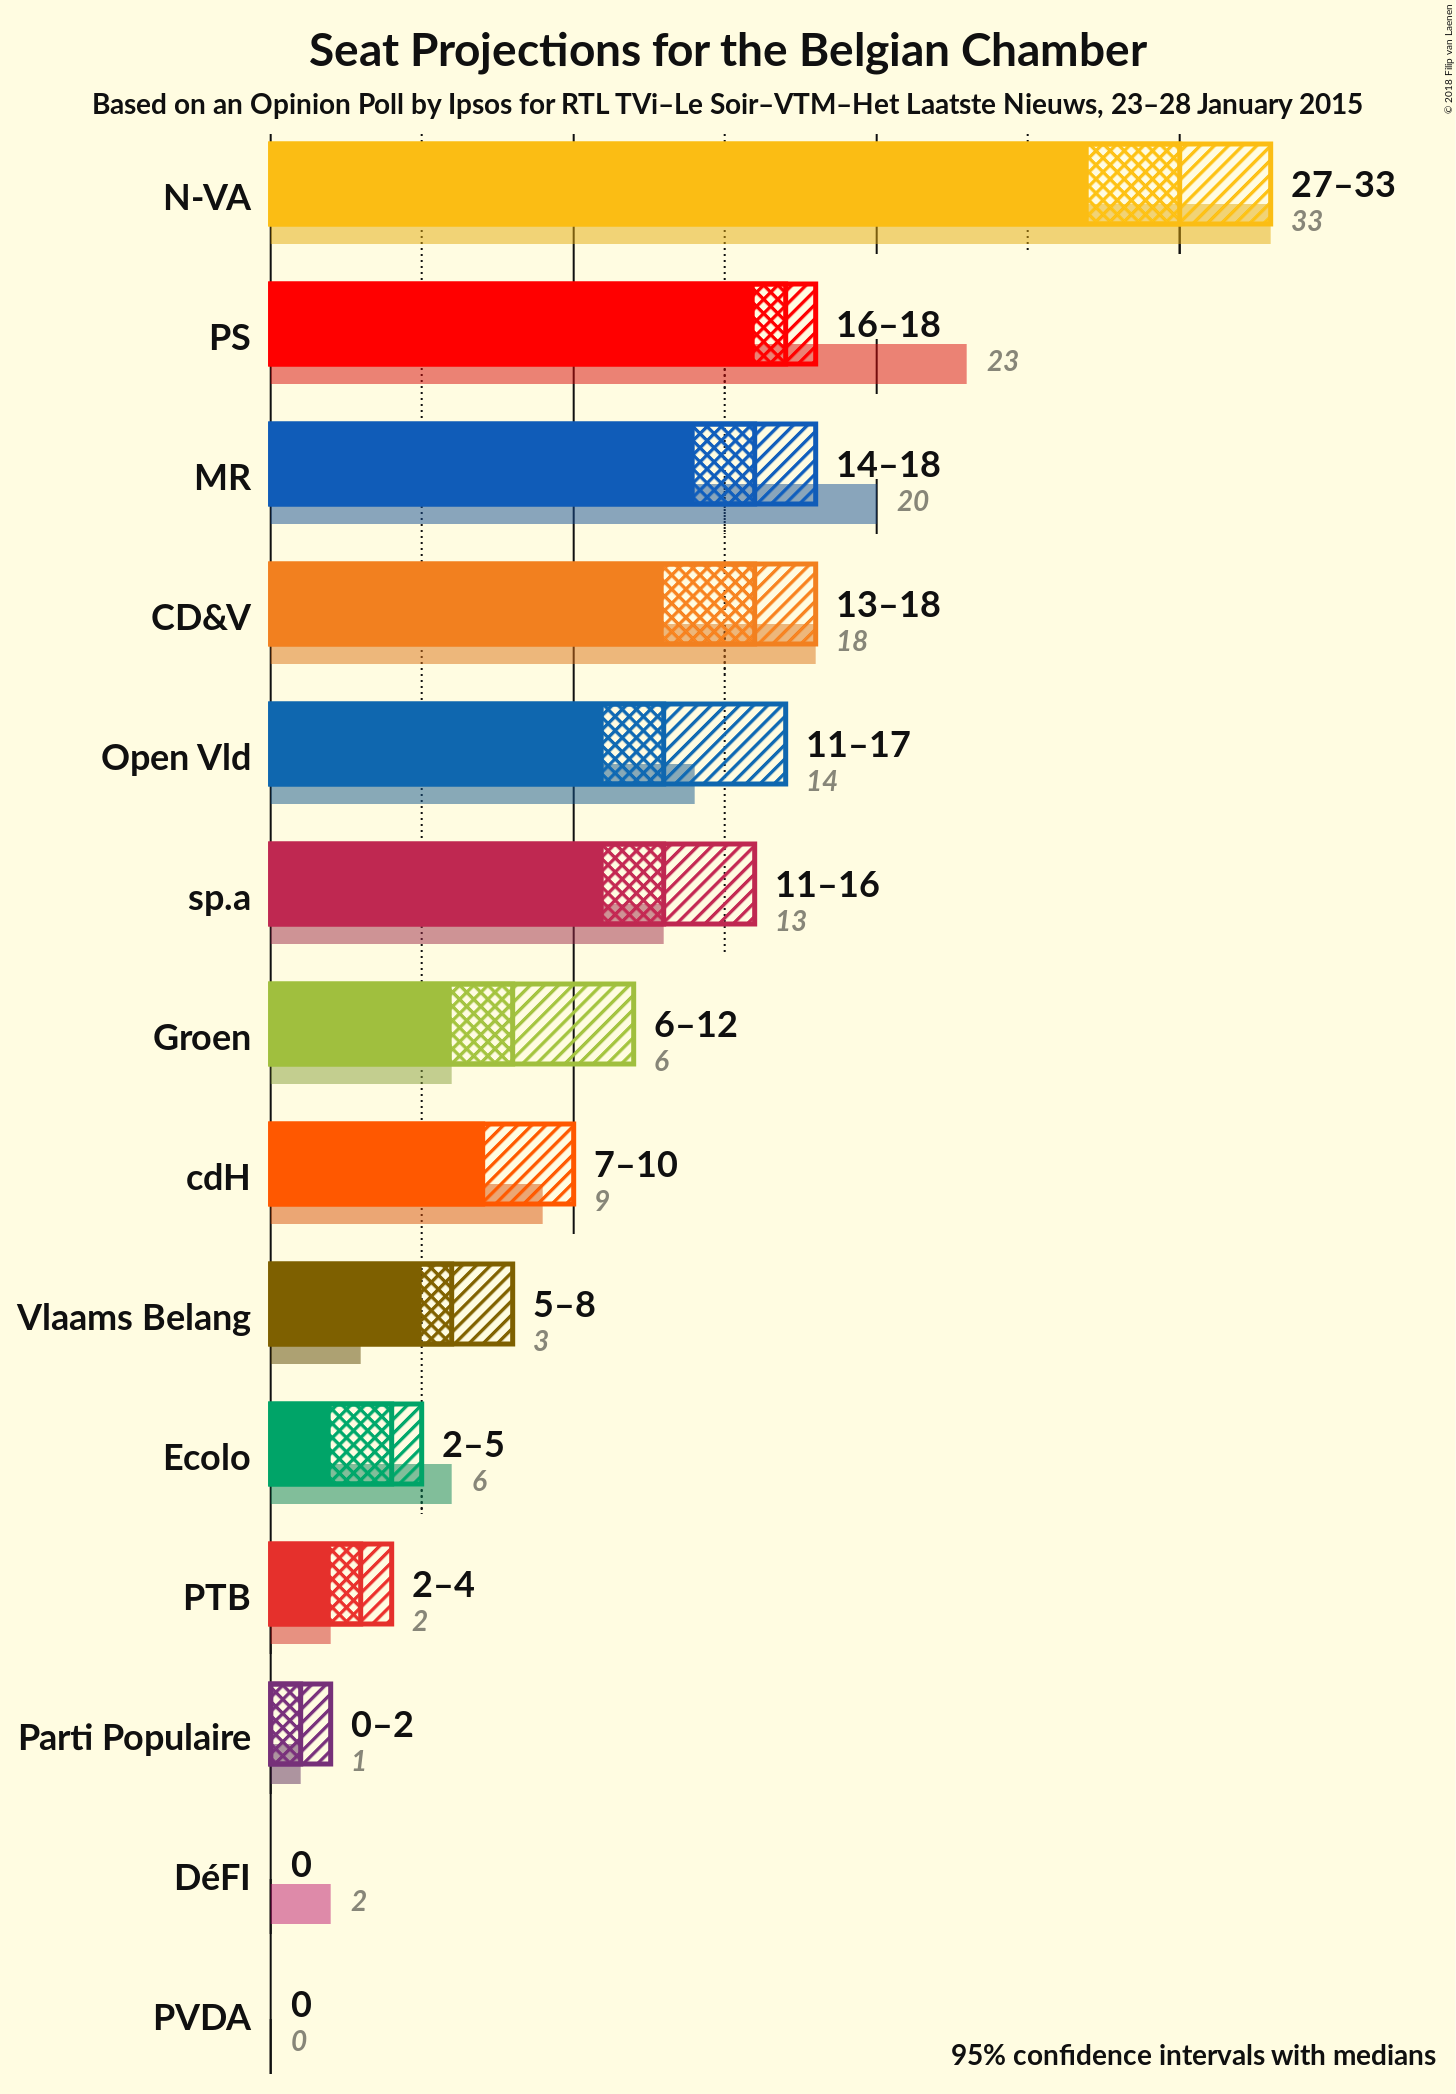 Seat Projections for the Belgian Chamber
Based on an Opinion Poll by Ipsos for RTL TVi–Le Soir–VTM–Het Laatste Nieuws, 23–28 January 2015
© 2018 Filip van Laenen
N-VA
27–33
33
PS
16–18
23
MR
14–18
20
CD&V
13–18
18
Open Vld
11–17
14
sp.a
11–16
13
Groen
6–12
6
cdH
7–10
9
Vlaams Belang
5–8
3
Ecolo
2–5
6
PTB
2–4
2
Parti Populaire
0–2
1
DéFI
0
2
PVDA
0
0
95% confidence intervals with medians